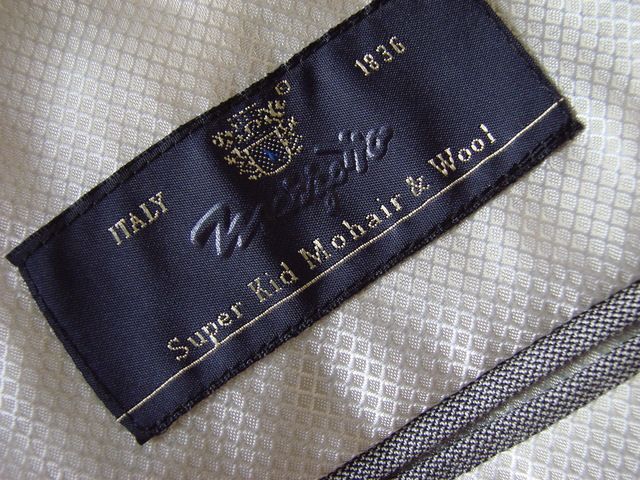 ITALY 1836
Super Kid Mohair & Wool